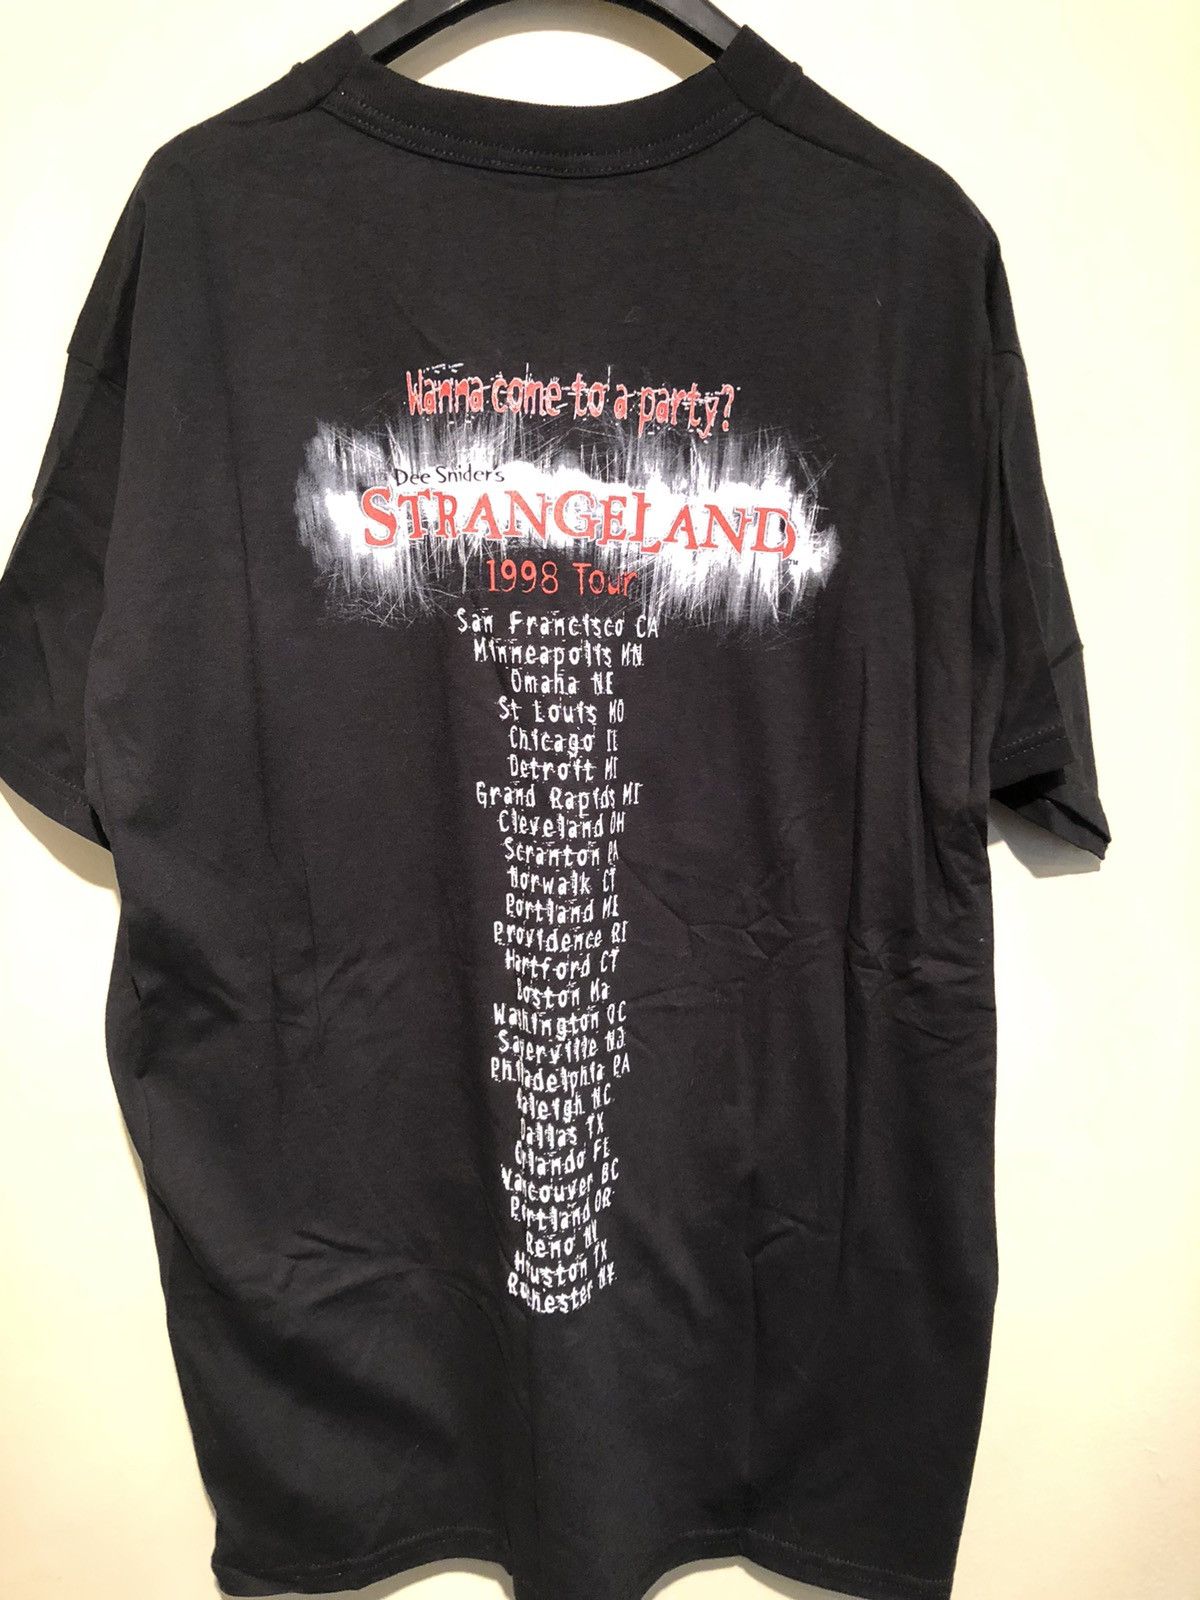 Wanna come to a party?
Dee Snider's
STRANGELAND
1998 Tour
San Francisco CA
Minneapolis MN
Omaha NE
St Louis MO
Chicago IL
Detroit MI
Grand Rapids MI
Cleveland OH
Scranton PA
Norwalk CT
Portland ME
Providence RI
Hartford CT
Boston Ma
Washington DC
Sayerville NJ
Philadelphia PA
Raleigh NC
Dallas TX
Orlando FL
Vancouver BC
Portland OR
Reno NV
Houston TX
Rochester NY